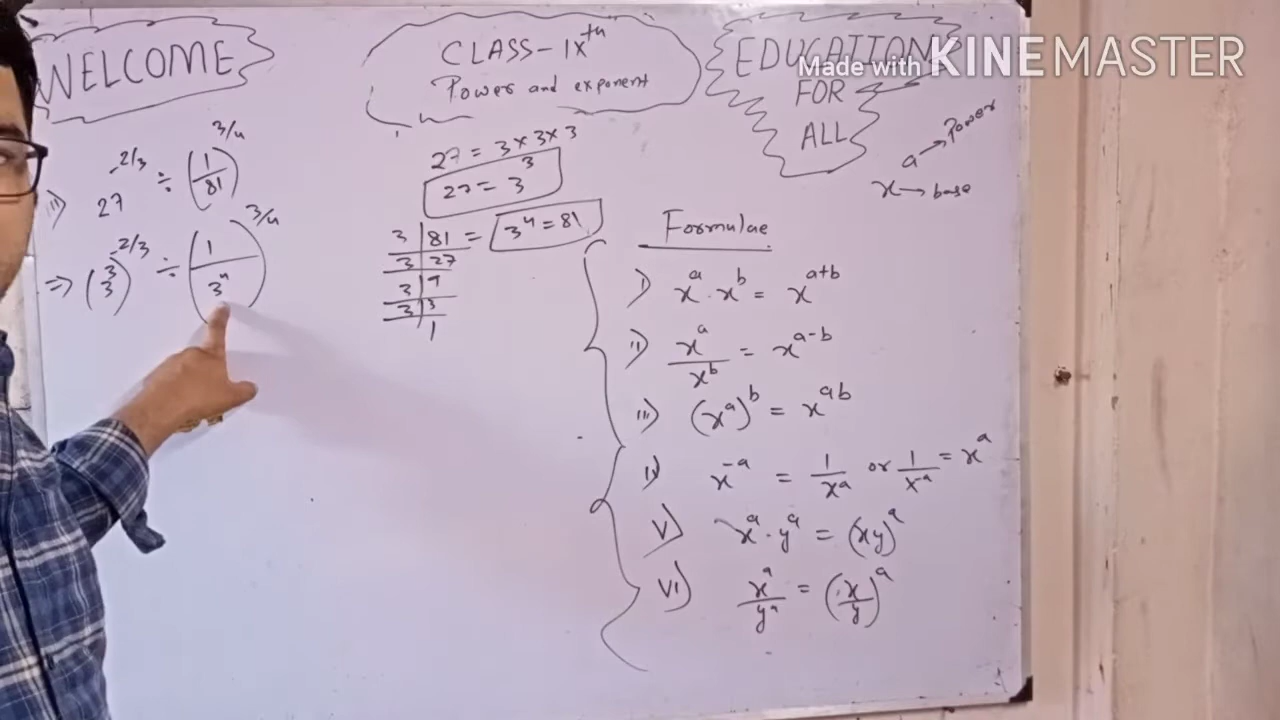 WELCOME
CLASS-IXth
Power and exponent
EDUCATION
FOR
ALL
Made with KINEMASTER
a → Power
x → base
ii) 27^{-2/3} ÷ (1/81)^{3/4}
=> (3^3)^{-2/3} ÷ (1/3^4)^{3/4}
27 = 3×3×3
27 = 3^3
3 | 81 = 3^4 = 81
3 | 27
3 | 9
3 | 3
1
Formulae
i) x^a · x^b = x^{a+b}
ii) x^a/x^b = x^{a-b}
iii) (x^a)^b = x^{ab}
iv) x^{-a} = 1/x^a or 1/x^{-a} = x^a
v) x^a · y^a = (xy)^a
vi) x^a/y^a = (x/y)^a